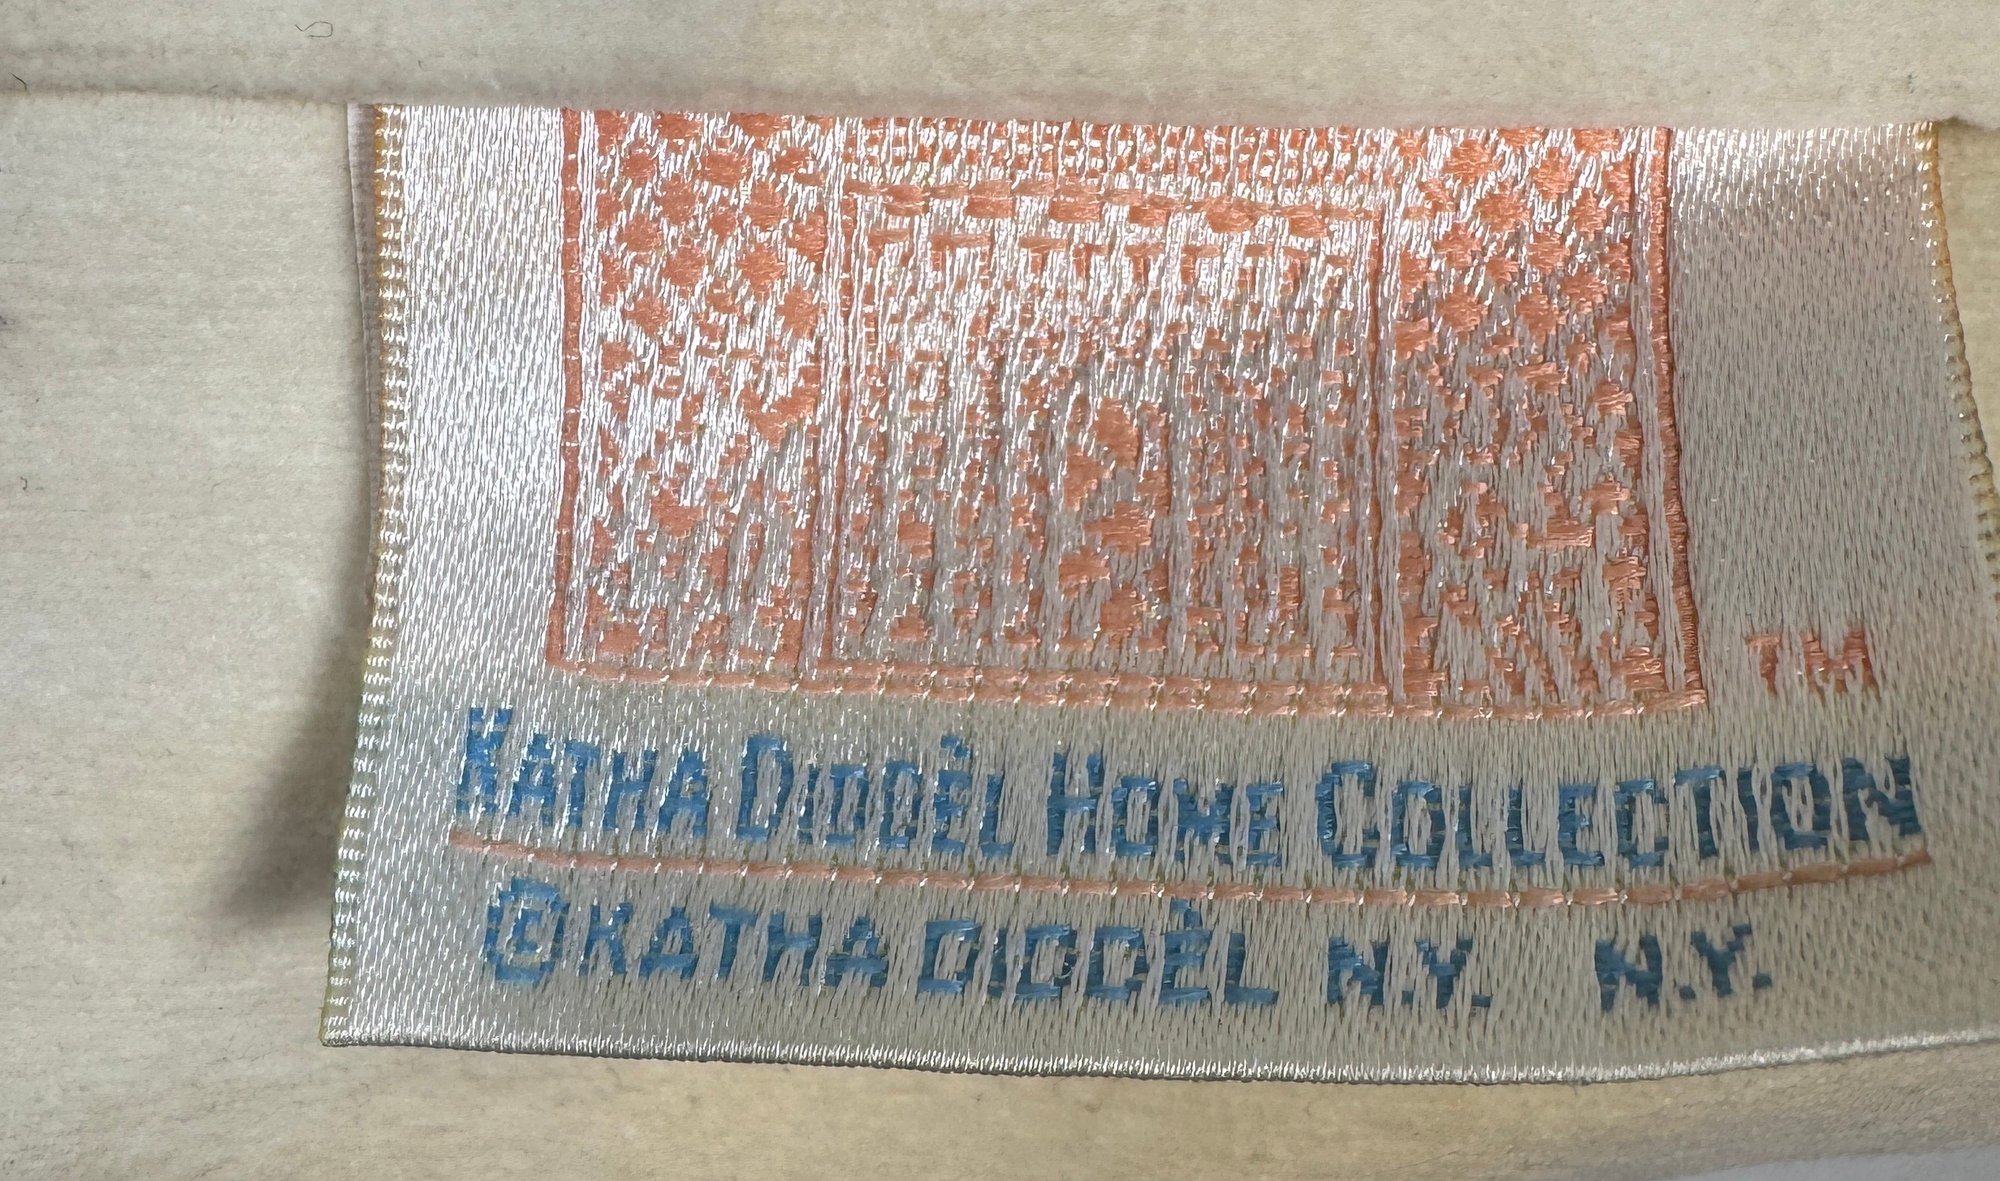 TM
KATHA DIDDÈL HOME COLLECTION
©KATHA DIDDÈL N.Y. N.Y.